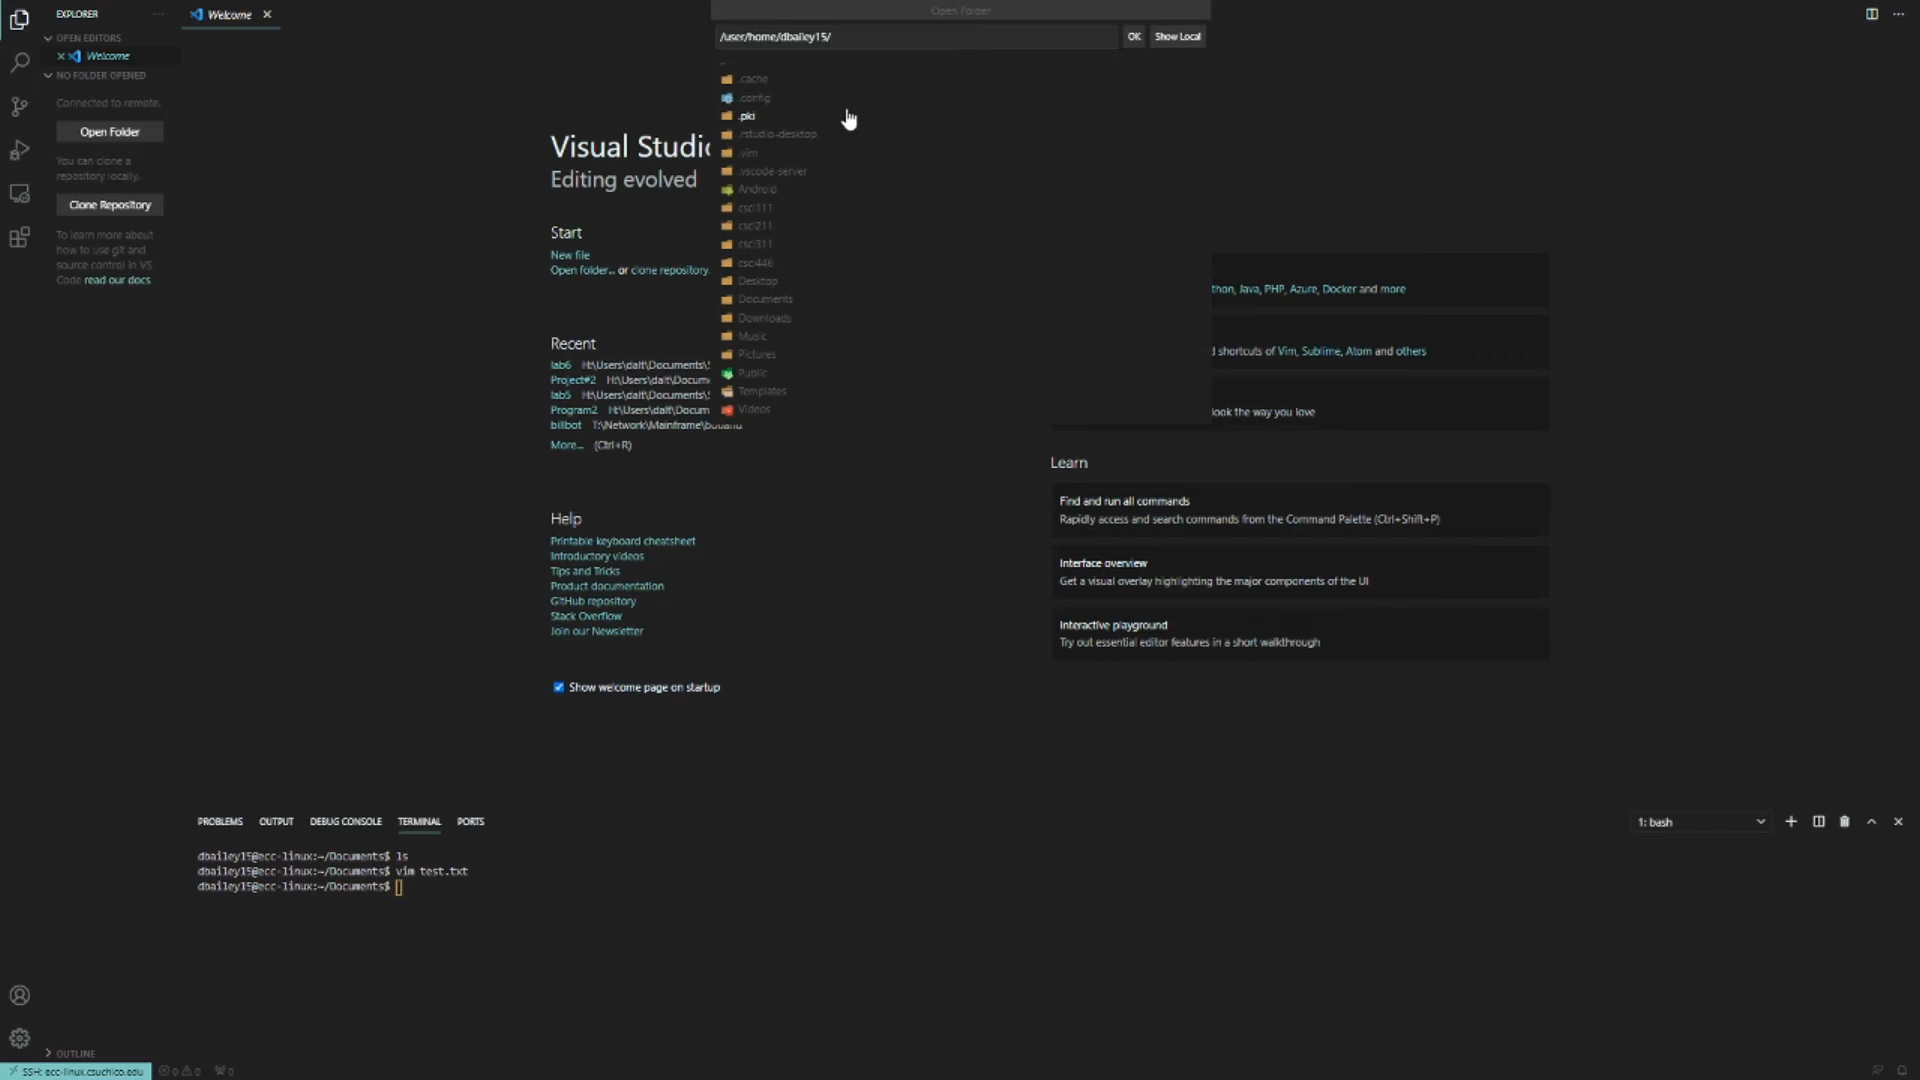 EXPLORER
OPEN EDITORS
Welcome
NO FOLDER OPENED
Connected to remote.
Open Folder
You can clone a
repository locally.
Clone Repository
To learn more about
how to use git and
source control in VS
Code read our docs.
OUTLINE
SSH: ecc-linux.csuchico.edu
0 0 0
Welcome
Open Folder
/user/home/dbailey15/
OK Show Local
..
.cache
.config
.pki
.rstudio-desktop
.vim
.vscode-server
Android
csci111
csci211
csci311
csci446
Desktop
Documents
Downloads
Music
Pictures
Public
Templates
Videos
Visual Studio
Editing evolved
Start
New file
Open folder... or clone repository.
Recent
lab6 H:\Users\dalt\Documents\
Project#2 H:\Users\dalt\Docum
lab5 H:\Users\dalt\Documents\
Program2 H:\Users\dalt\Docum
billbot T:\Network\Mainframe\botland
More... (Ctrl+R)
Help
Printable keyboard cheatsheet
Introductory videos
Tips and Tricks
Product documentation
GitHub repository
Stack Overflow
Join our Newsletter
Show welcome page on startup
thon, Java, PHP, Azure, Docker and more
d shortcuts of Vim, Sublime, Atom and others
look the way you love
Learn
Find and run all commands
Rapidly access and search commands from the Command Palette (Ctrl+Shift+P)
Interface overview
Get a visual overlay highlighting the major components of the UI
Interactive playground
Try out essential editor features in a short walkthrough
PROBLEMS OUTPUT DEBUG CONSOLE TERMINAL PORTS
1: bash
dbailey15@ecc-linux:~/Documents$ ls
dbailey15@ecc-linux:~/Documents$ vim test.txt
dbailey15@ecc-linux:~/Documents$